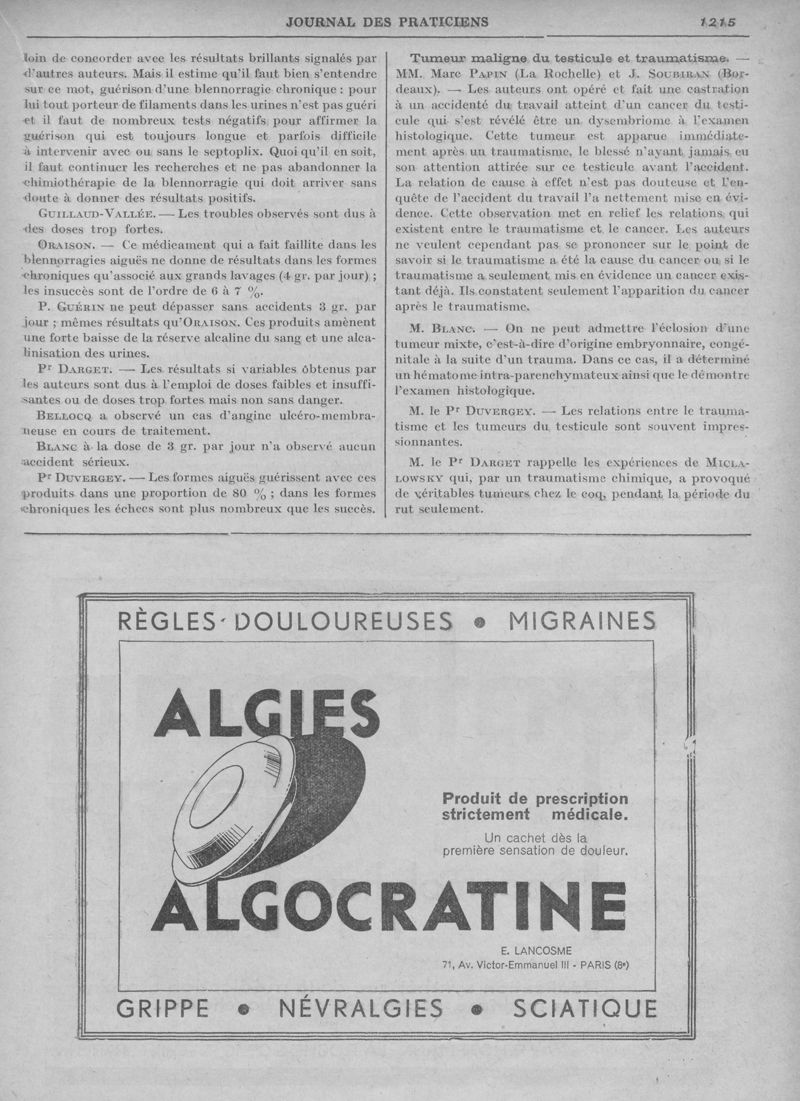 JOURNAL DES PRATICIENS 1215
loin de concorder avec les résultats brillants signalés par
d'autres auteurs. Mais il estime qu'il faut bien s'entendre
sur ce mot, guérison d'une blennorragie chronique : pour
lui tout porteur de filaments dans les urines n'est pas guéri
et il faut de nombreux tests négatifs pour affirmer la
guérison qui est toujours longue et parfois difficile
à intervenir avec ou sans le septoplix. Quoi qu'il en soit,
il faut continuer les recherches et ne pas abandonner la
chimiothérapie de la blennorragie qui doit arriver sans
doute à donner des résultats positifs.
GUILLAUD-VALLÉE. — Les troubles observés sont dus à
des doses trop fortes.
ORAISON. — Ce médicament qui a fait faillite dans les
blennorragies aiguës ne donne de résultats dans les formes
chroniques qu'associé aux grands lavages (4 gr. par jour) ;
les insuccès sont de l'ordre de 6 à 7 %.
P. GUÉRIN ne peut dépasser sans accidents 3 gr. par
jour ; mêmes résultats qu'ORAISON. Ces produits amènent
une forte baisse de la réserve alcaline du sang et une alca-
linisation des urines.
Pr DARGET. — Les résultats si variables obtenus par
les auteurs sont dus à l'emploi de doses faibles et insuffi-
santes ou de doses trop fortes mais non sans danger.
BELLOCQ a observé un cas d'angine ulcéro-membra-
neuse en cours de traitement.
BLANC à la dose de 3 gr. par jour n'a observé aucun
accident sérieux.
Pr DUVERGEY. — Les formes aiguës guérissent avec ces
produits dans une proportion de 80 % ; dans les formes
chroniques les échecs sont plus nombreux que les succès.
Tumeur maligne du testicule et traumatisme. —
MM. Marc PAPIN (La Rochelle) et J. SOUBIRAN (Bor-
deaux). — Les auteurs ont opéré et fait une castration
à un accidenté du travail atteint d'un cancer du testi-
cule qui s'est révélé être un dysembriome à l'examen
histologique. Cette tumeur est apparue immédiate-
ment après un traumatisme, le blessé n'ayant jamais eu
son attention attirée sur ce testicule avant l'accident.
La relation de cause à effet n'est pas douteuse et l'en-
quête de l'accident du travail l'a nettement mise en évi-
dence. Cette observation met en relief les relations qui
existent entre le traumatisme et le cancer. Les auteurs
ne veulent cependant pas se prononcer sur le point de
savoir si le traumatisme a été la cause du cancer ou si le
traumatisme a seulement mis en évidence un cancer exis-
tant déjà. Ils constatent seulement l'apparition du cancer
après le traumatisme.
M. BLANC. — On ne peut admettre l'éclosion d'une
tumeur mixte, c'est-à-dire d'origine embryonnaire, congé-
nitale à la suite d'un trauma. Dans ce cas, il a déterminé
un hématome intra-parenchymateux ainsi que le démontre
l'examen histologique.
M. le Pr DUVERGEY. — Les relations entre le trauma-
tisme et les tumeurs du testicule sont souvent impres-
sionnantes.
M. le Pr DARGET rappelle les expériences de MICLA-
LOWSKY qui, par un traumatisme chimique, a provoqué
de véritables tumeurs chez le coq, pendant la période du
rut seulement.
RÈGLES DOULOUREUSES • MIGRAINES
ALGIES
Produit de prescription
strictement médicale.
Un cachet dès la
première sensation de douleur.
ALGOCRATINE
E. LANCOSME
71, Av. Victor-Emmanuel III - PARIS (8e)
GRIPPE • NÉVRALGIES • SCIATIQUE